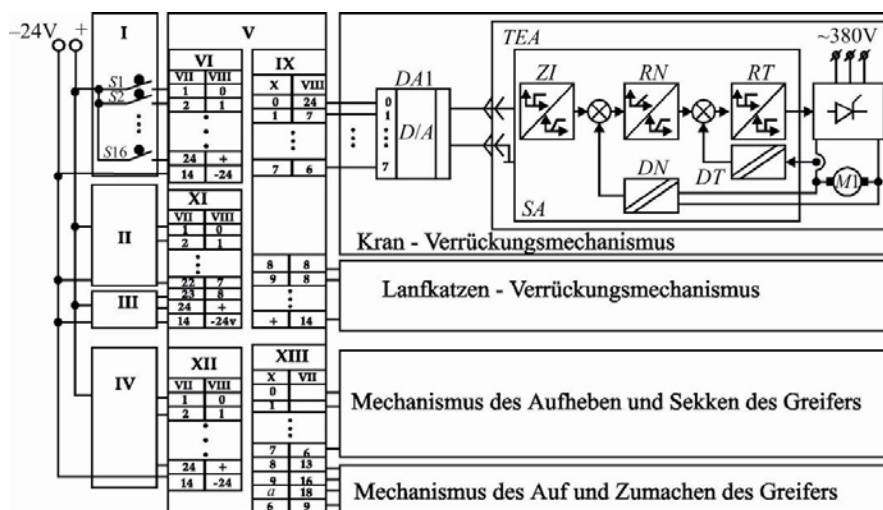 –24V +
I
S1
S2
S16
II
III
IV
V
VI
VII VIII
1 0
2 1
24 +
14 -24
IX
X VIII
0 24
1 7
7 6
8 8
9 8
+ 14
XI
VII VIII
1 0
2 1
22 7
23 8
24 +
14 -24v
XII
VII VIII
1 0
2 1
24 +
14 -24
XIII
X VII
0
1
7 6
8 13
9 16
a 18
6 9
DA1
0
1
D/A
7
TEA
ZI RN RT
~380V
DN DT
M1
SA
Kran - Verrückungsmechanismus
Lanfkatzen - Verrückungsmechanismus
Mechanismus des Aufheben und Sekken des Greifers
Mechanismus des Auf und Zumachen des Greifers